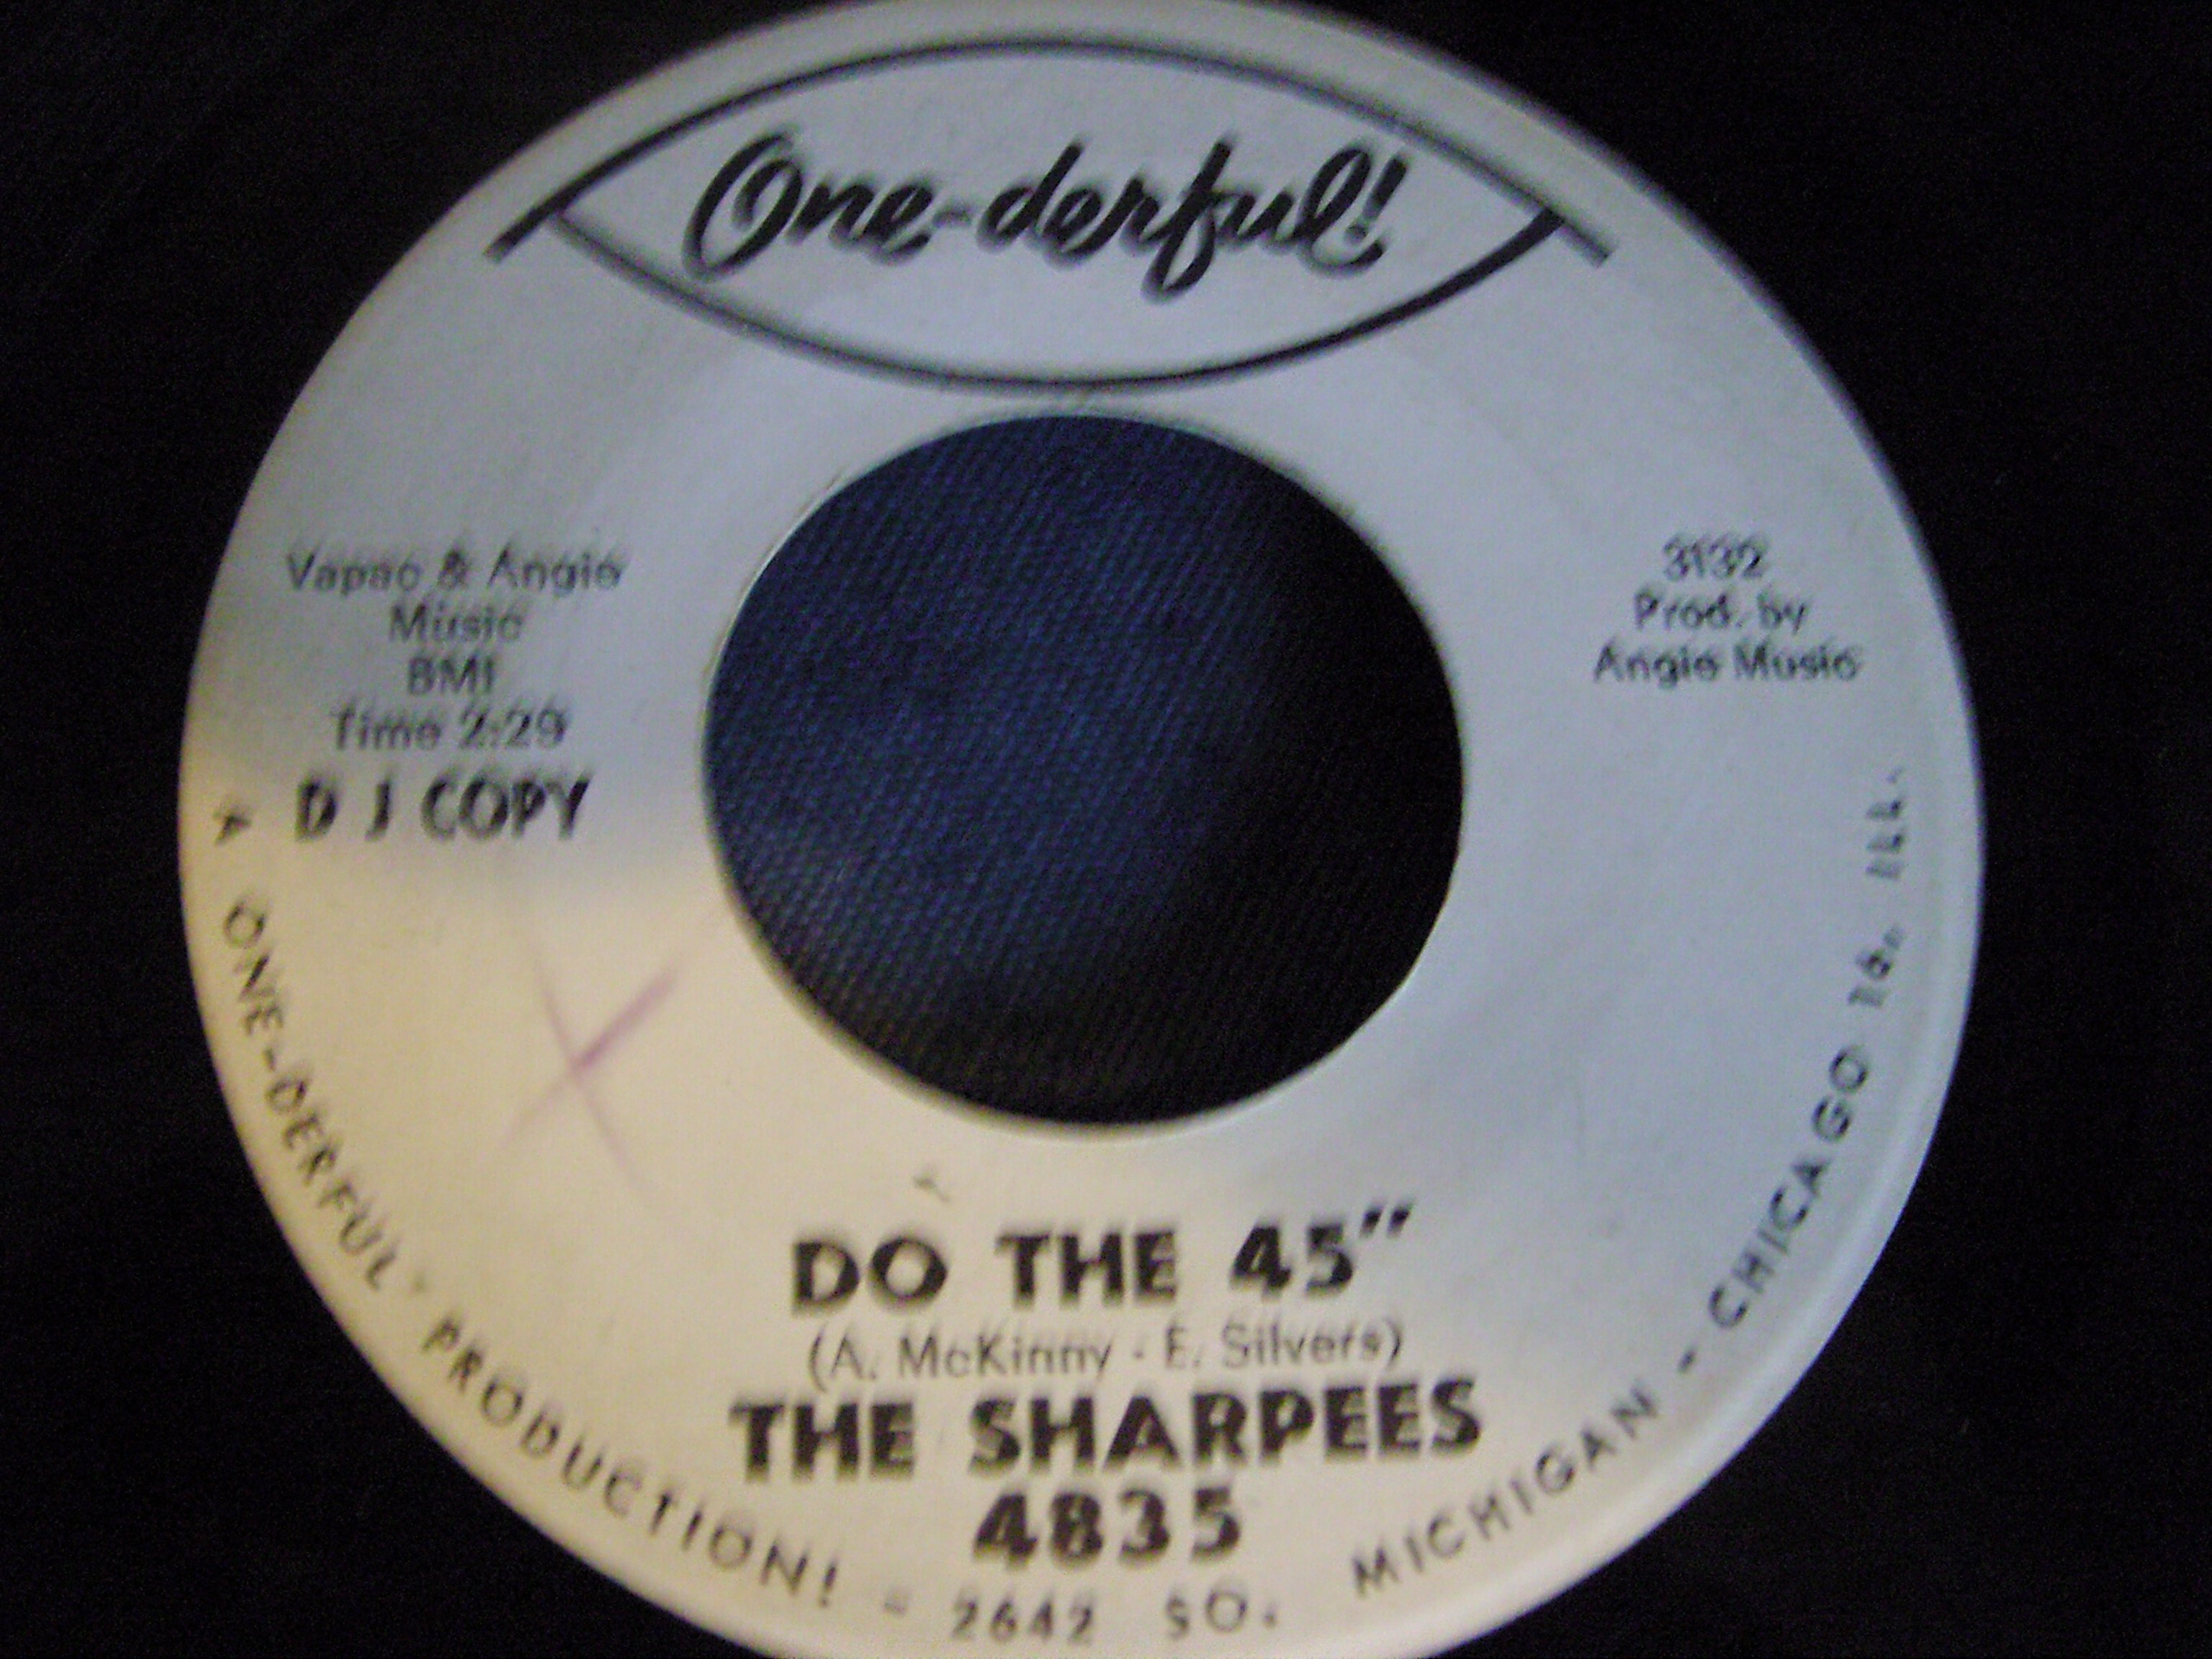 One-derful!
Vapac & Angie
Music
BMI
Time 2:29
D J COPY
3132
Prod. by
Angie Music
DO THE 45"
(A. McKinny - E. Silvers)
THE SHARPEES
4835
A ONE-DERFUL' PRODUCTION! - 2642 SO. MICHIGAN - CHICAGO 16, ILL.